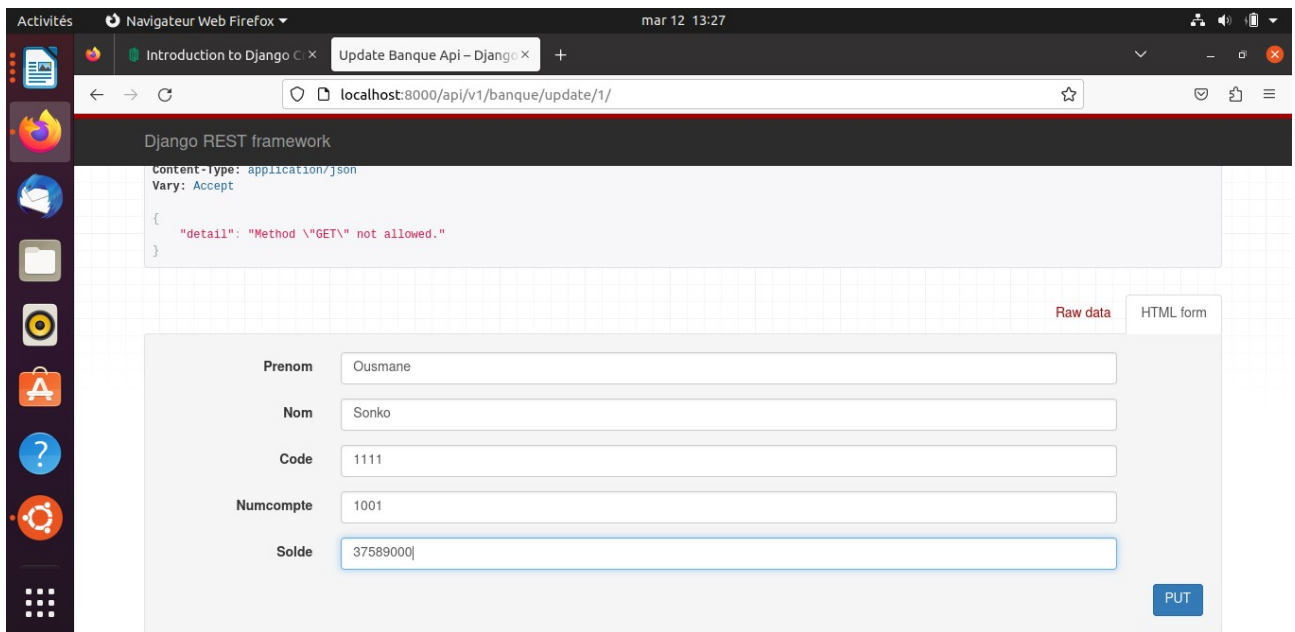 Activités
Navigateur Web Firefox
mar 12 13:27
Introduction to Django C
Update Banque Api – Django
localhost:8000/api/v1/banque/update/1/
Django REST framework
Content-Type: application/json
Vary: Accept
{
"detail": "Method \"GET\" not allowed."
}
Raw data
HTML form
Prenom Ousmane
Nom Sonko
Code 1111
Numcompte 1001
Solde 37589000
PUT